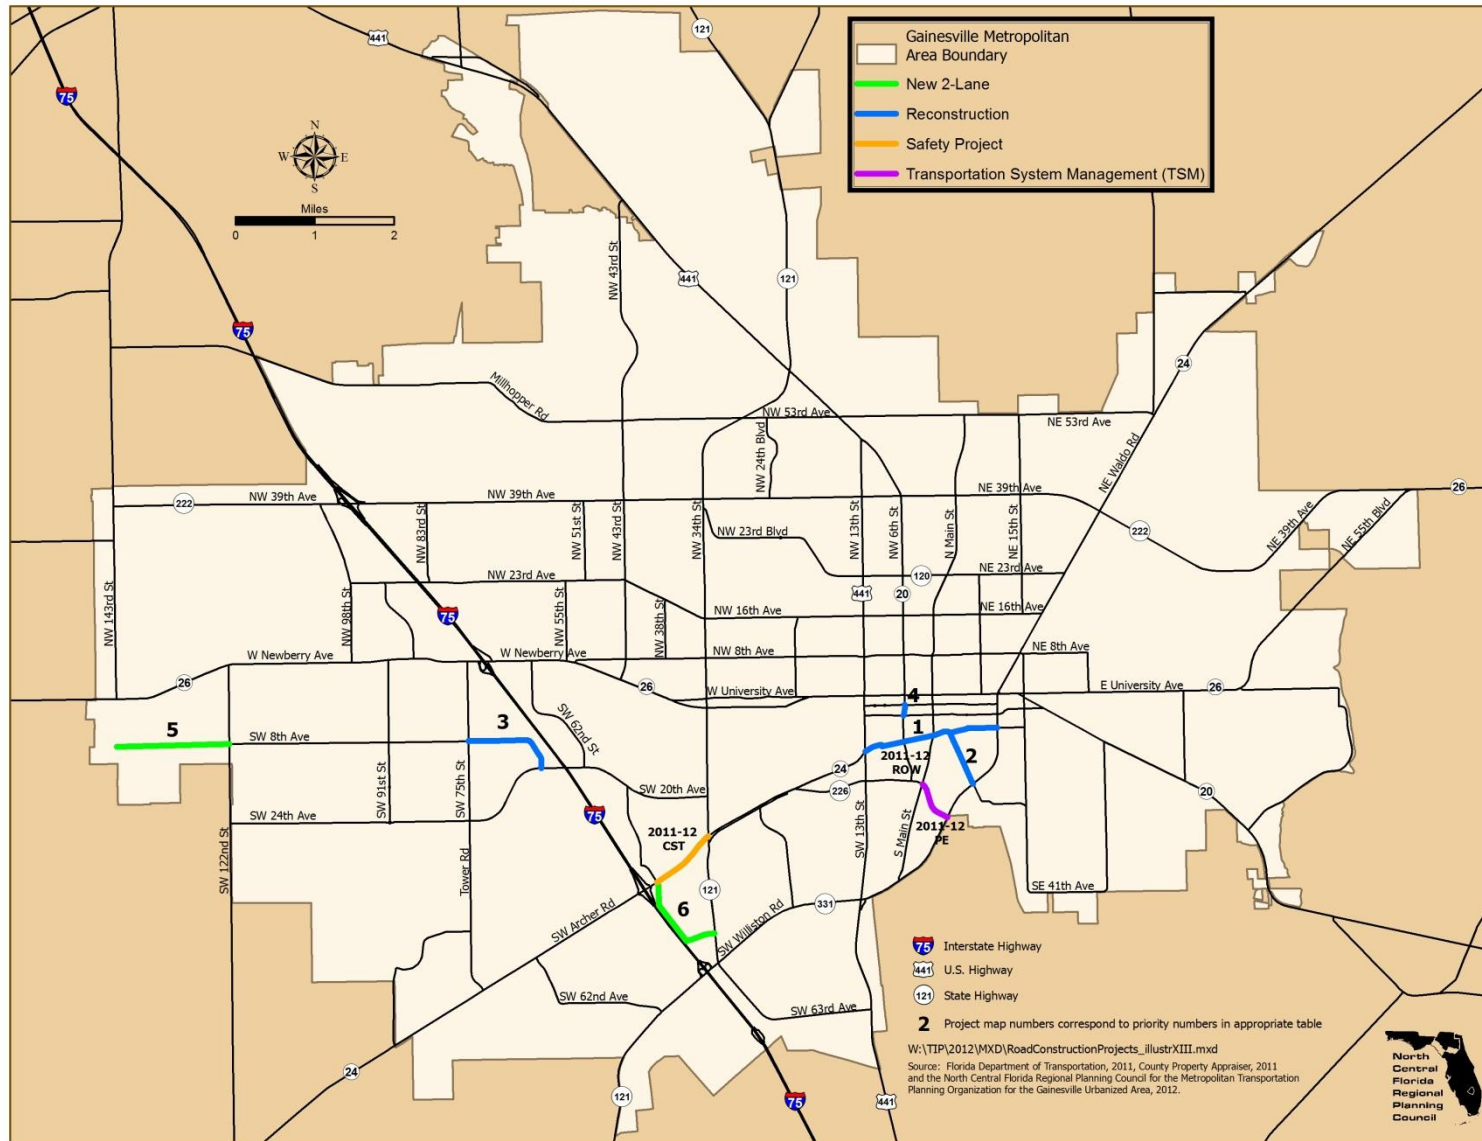 441
121
75
N
W E
S
Miles
0 1 2
Gainesville Metropolitan
Area Boundary
New 2-Lane
Reconstruction
Safety Project
Transportation System Management (TSM)
NW 43rd St
441
121
75
24
Millhopper Rd
NW 53rd Ave
NE 53rd Ave
NW 24th Blvd
NE Waldo Rd
222
NW 39th Ave
NW 39th Ave
NE 39th Ave
26
NW 83rd St
NW 51st St
NW 43rd St
NW 34th St
NW 23rd Blvd
NW 13th St
NW 6th St
N Main St
NE 15th St
222
NE 39th Ave
NE 55th Blvd
NW 23rd Ave
120
NE 23rd Ave
NW 143rd St
NW 98th St
75
NW 55th St
NW 38th St
NW 16th Ave
441
20
NE 16th Ave
W Newberry Ave
W Newberry Ave
NW 8th Ave
NE 8th Ave
26
26
W University Ave
4
E University Ave
26
5
SW 8th Ave
3
SW 62nd St
1
2011-12
ROW
2
24
226
SW 20th Ave
20
SW 122nd St
SW 24th Ave
SW 91st St
SW 75th St
Tower Rd
75
2011-12
CST
SW 13th St
S Main St
2011-12
PE
121
6
SW Archer Rd
SW Williston Rd
331
SE 41th Ave
SW 62nd Ave
SW 63rd Ave
24
121
75
441
75 Interstate Highway
441 U.S. Highway
121 State Highway
2 Project map numbers correspond to priority numbers in appropriate table
W:\TIP\2012\MXD\RoadConstructionProjects_illustrXIII.mxd
Source: Florida Department of Transportation, 2011, County Property Appraiser, 2011
and the North Central Florida Regional Planning Council for the Metropolitan Transportation
Planning Organization for the Gainesville Urbanized Area, 2012.
North
Central
Florida
Regional
Planning
Council